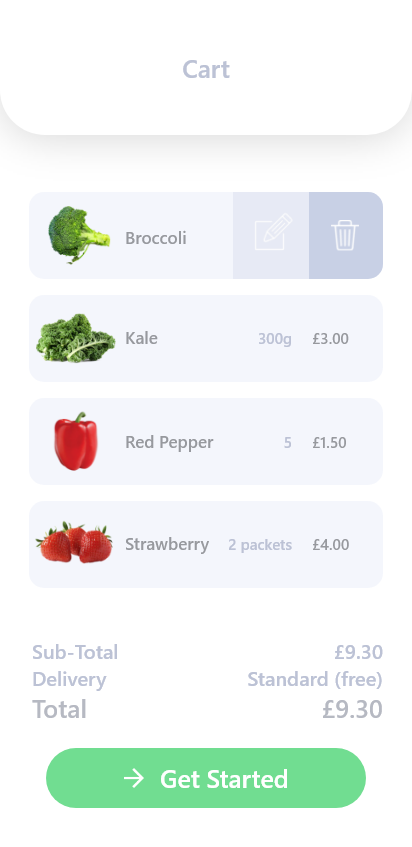 Cart
Broccoli
Kale 300g £3.00
Red Pepper 5 £1.50
Strawberry 2 packets £4.00
Sub-Total £9.30
Delivery Standard (free)
Total £9.30
Get Started